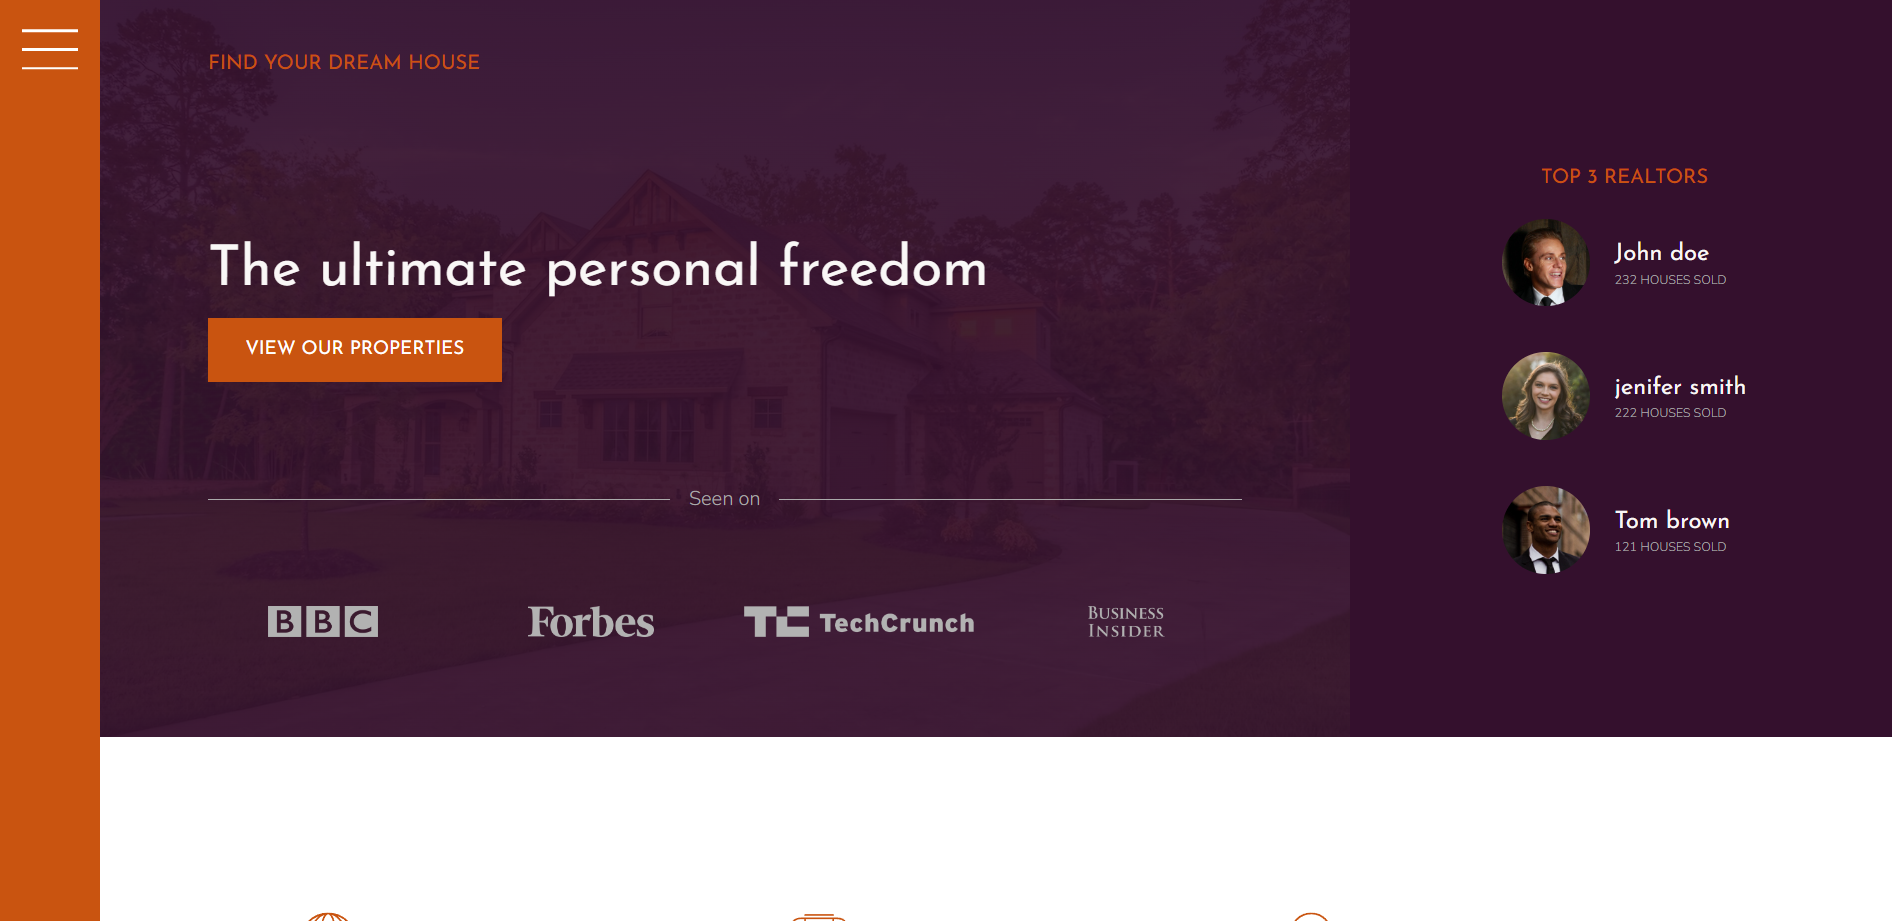 FIND YOUR DREAM HOUSE
The ultimate personal freedom
VIEW OUR PROPERTIES
Seen on
BBC
Forbes
TC TechCrunch
BUSINESS
INSIDER
TOP 3 REALTORS
John doe
232 HOUSES SOLD
jenifer smith
222 HOUSES SOLD
Tom brown
121 HOUSES SOLD